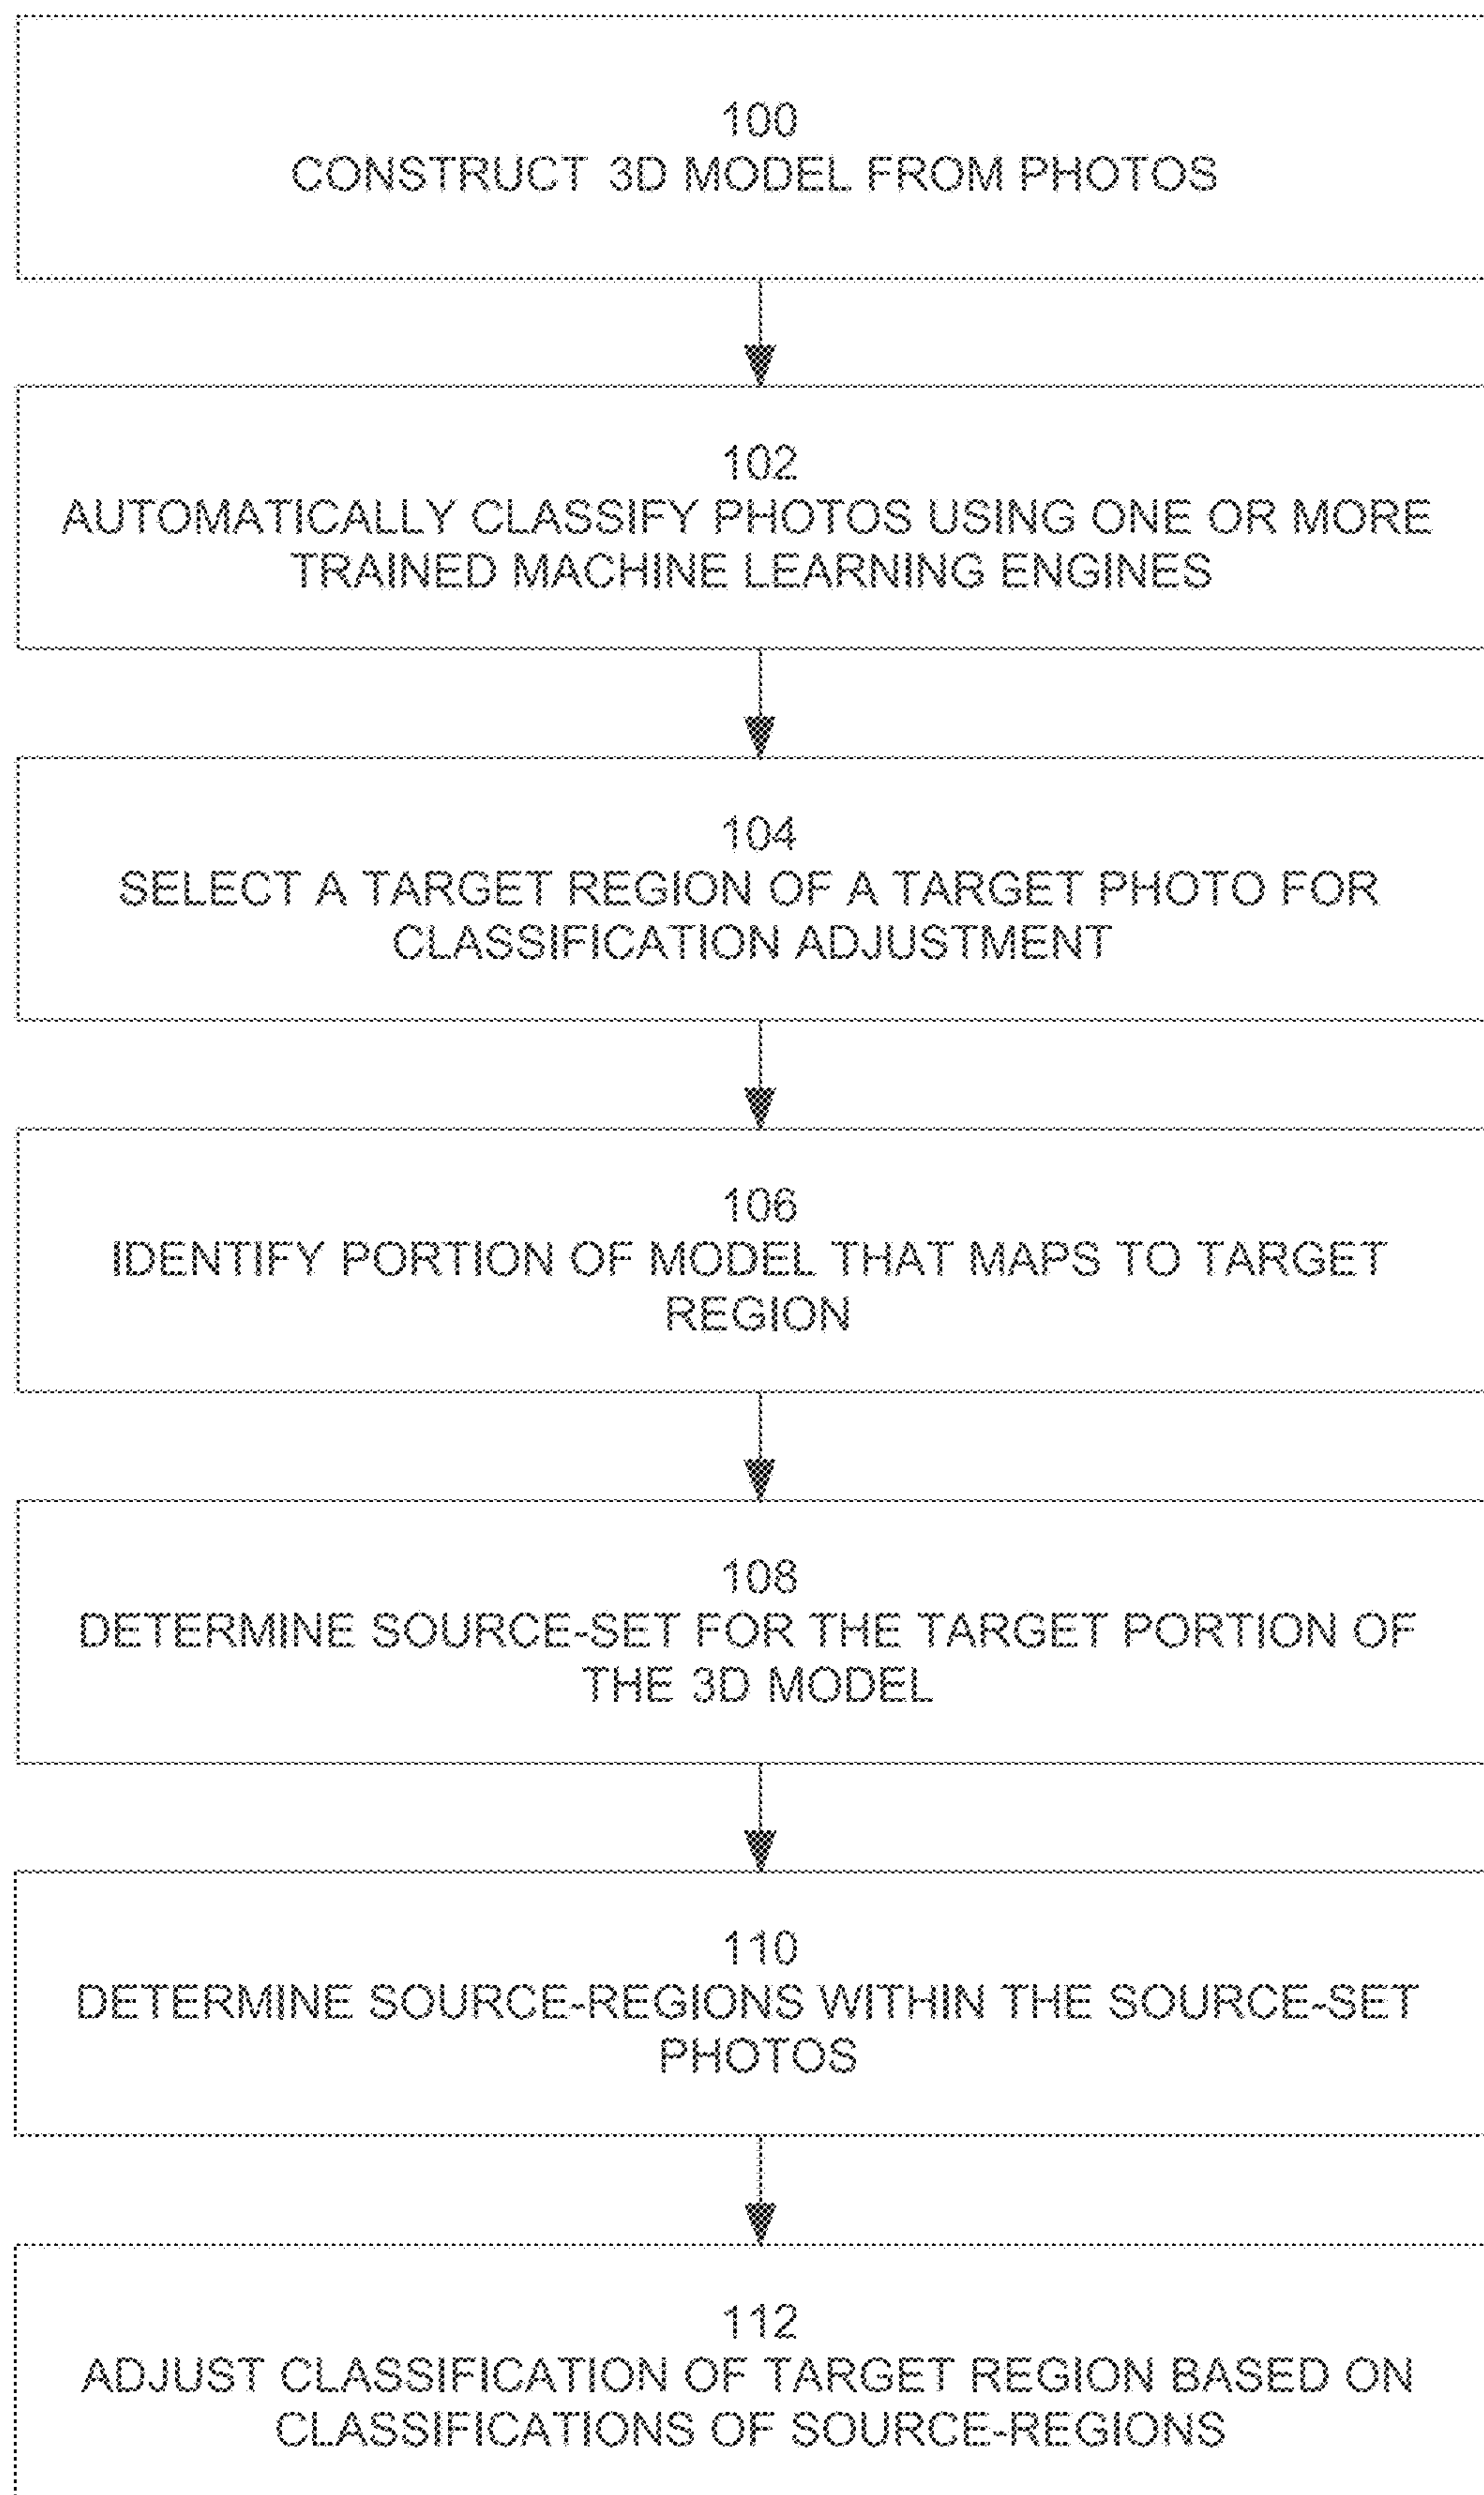 100
CONSTRUCT 3D MODEL FROM PHOTOS
102
AUTOMATICALLY CLASSIFY PHOTOS USING ONE OR MORE
TRAINED MACHINE LEARNING ENGINES
104
SELECT A TARGET REGION OF A TARGET PHOTO FOR
CLASSIFICATION ADJUSTMENT
106
IDENTIFY PORTION OF MODEL THAT MAPS TO TARGET
REGION
108
DETERMINE SOURCE-SET FOR THE TARGET PORTION OF
THE 3D MODEL
110
DETERMINE SOURCE-REGIONS WITHIN THE SOURCE-SET
PHOTOS
112
ADJUST CLASSIFICATION OF TARGET REGION BASED ON
CLASSIFICATIONS OF SOURCE-REGIONS